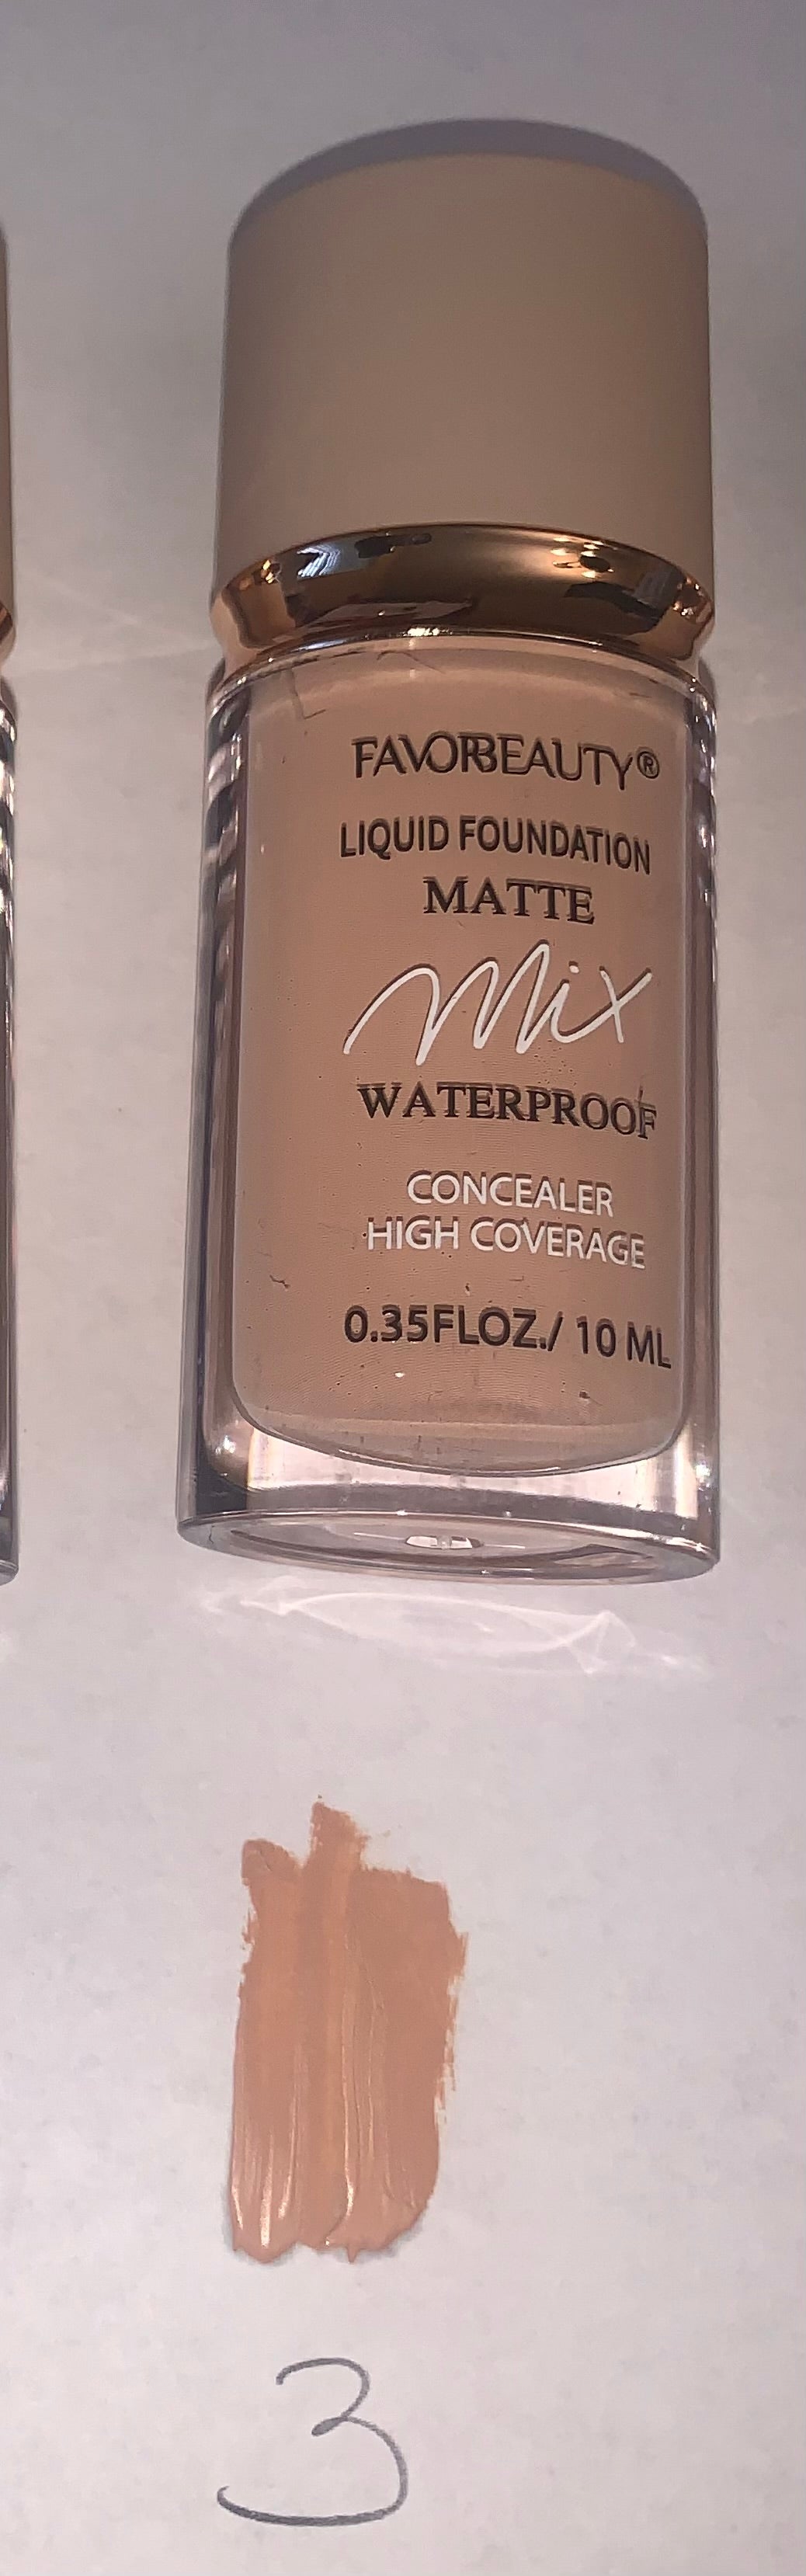 FAVORBEAUTY®
LIQUID FOUNDATION
MATTE
Mix
WATERPROOF
CONCEALER
HIGH COVERAGE
0.35FLOZ./ 10 ML
3